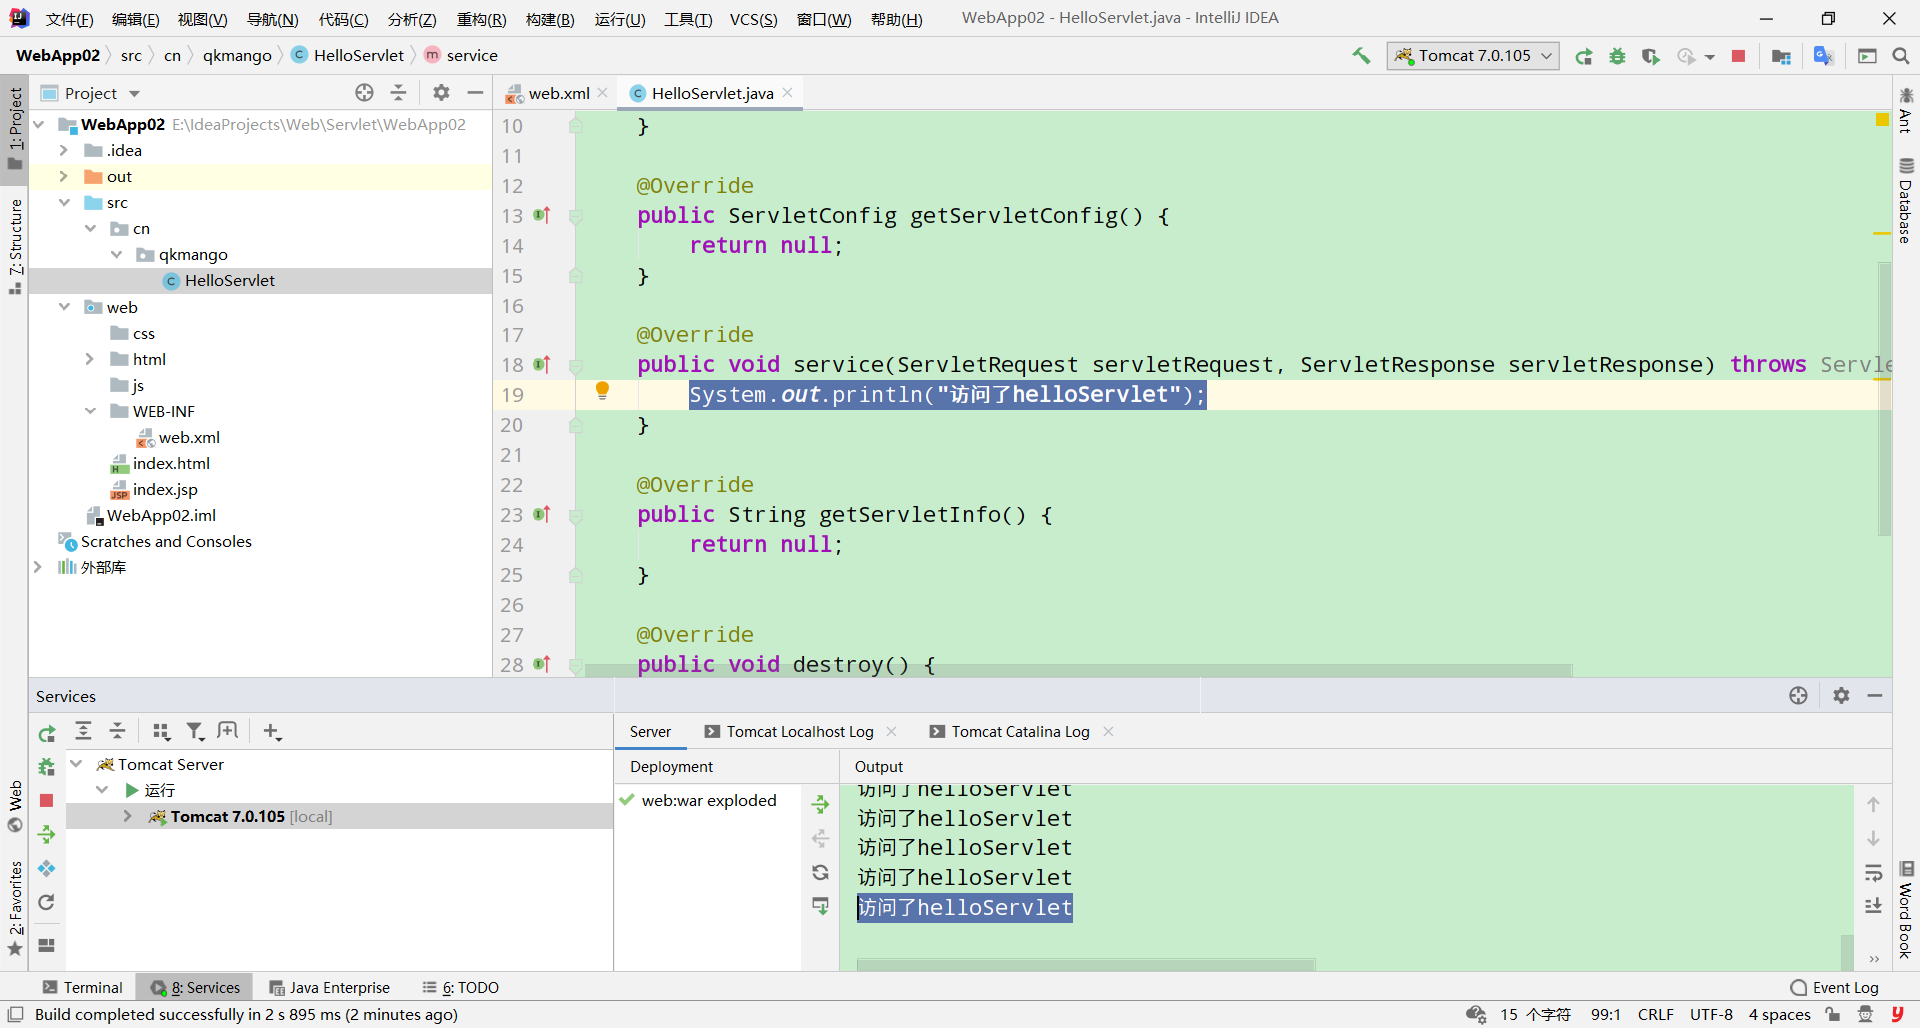 文件(F) 编辑(E) 视图(V) 导航(N) 代码(C) 分析(Z) 重构(R) 构建(B) 运行(U) 工具(T) VCS(S) 窗口(W) 帮助(H) WebApp02 - HelloServlet.java - IntelliJ IDEA
WebApp02 src cn qkmango HelloServlet service Tomcat 7.0.105
1: Project
7: Structure
Web
2: Favorites
Project
WebApp02 E:\IdeaProjects\Web\Servlet\WebApp02
.idea
out
src
cn
qkmango
HelloServlet
web
css
html
js
WEB-INF
web.xml
index.html
index.jsp
WebApp02.iml
Scratches and Consoles
外部库
web.xml HelloServlet.java
10 }
11
12 @Override
13 public ServletConfig getServletConfig() {
14 return null;
15 }
16
17 @Override
18 public void service(ServletRequest servletRequest, ServletResponse servletResponse) throws Servle
19 System.out.println("访问了helloServlet");
20 }
21
22 @Override
23 public String getServletInfo() {
24 return null;
25 }
26
27 @Override
28 public void destroy() {
Ant
Database
Word Book
Services
Tomcat Server
运行
Tomcat 7.0.105 [local]
Server Tomcat Localhost Log Tomcat Catalina Log
Deployment Output
web:war exploded
访问了helloServlet
访问了helloServlet
访问了helloServlet
访问了helloServlet
访问了helloServlet
Terminal 8: Services Java Enterprise 6: TODO Event Log
Build completed successfully in 2 s 895 ms (2 minutes ago) 15 个字符 99:1 CRLF UTF-8 4 spaces